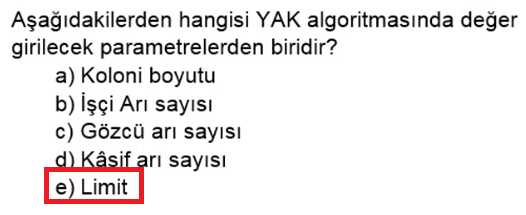 Aşağıdakilerden hangisi YAK algoritmasında değer
girilecek parametrelerden biridir?
a) Koloni boyutu
b) İşçi Arı sayısı
c) Gözcü arı sayısı
d) Kâşif arı sayısı
e) Limit